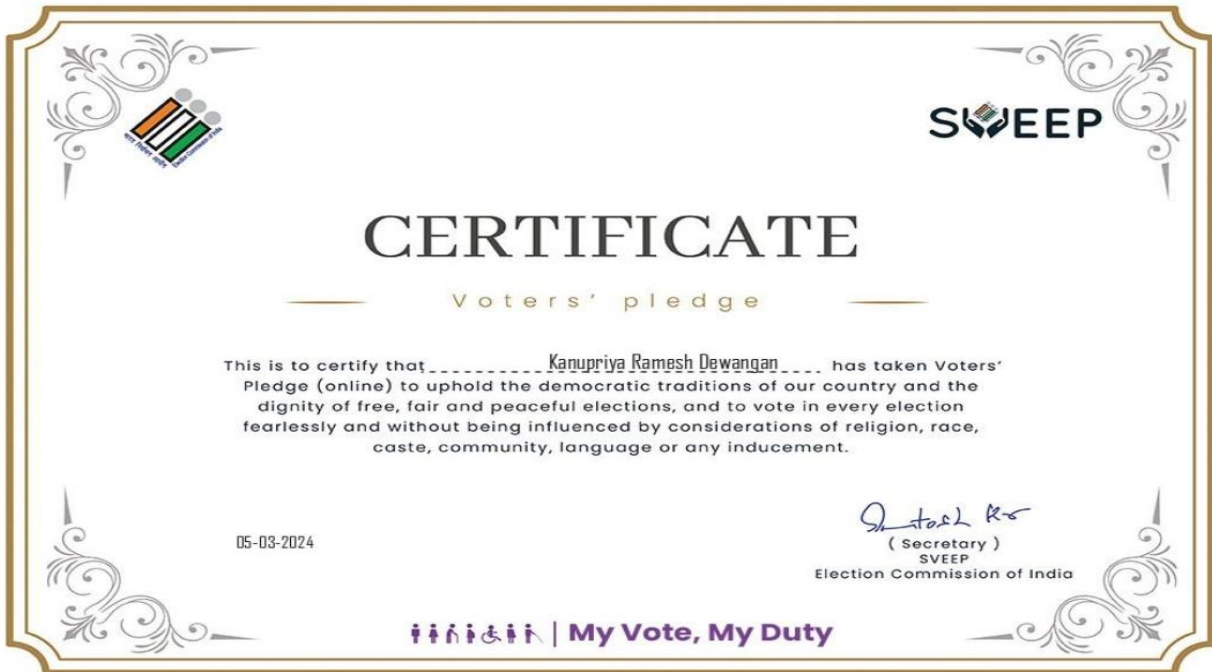 SWEEP
CERTIFICATE
Voters' pledge
This is to certify that Kanupriya Ramesh Dewangan has taken Voters'
Pledge (online) to uphold the democratic traditions of our country and the
dignity of free, fair and peaceful elections, and to vote in every election
fearlessly and without being influenced by considerations of religion, race,
caste, community, language or any inducement.
05-03-2024
( Secretary )
SVEEP
Election Commission of India
| My Vote, My Duty